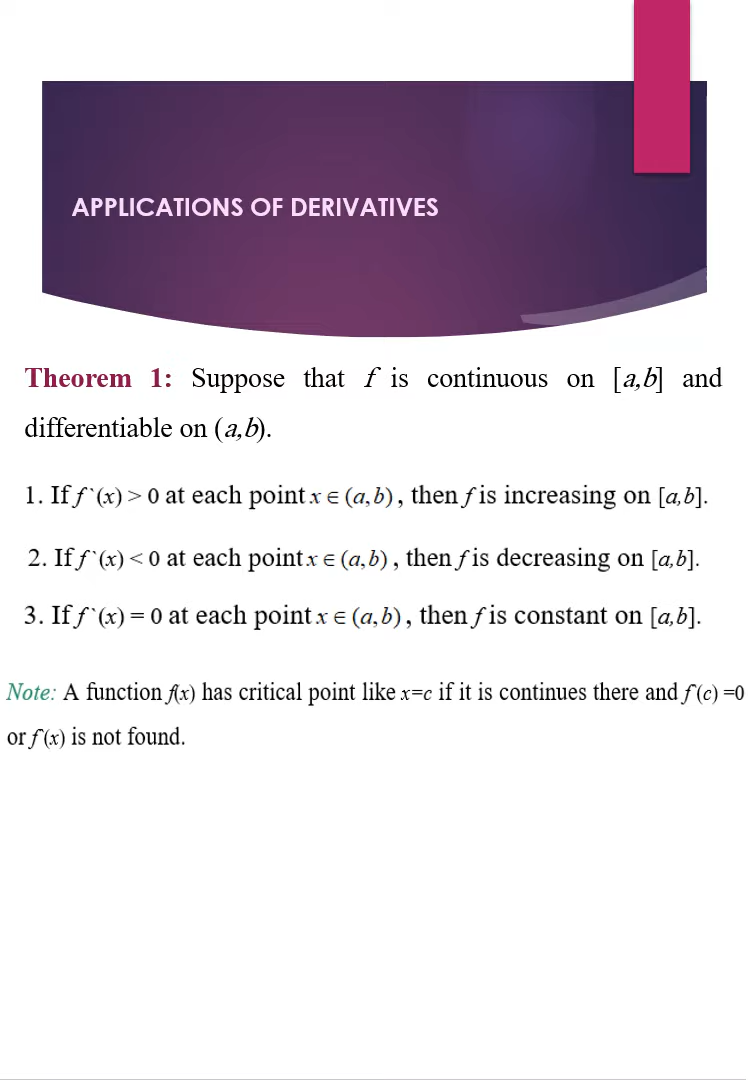 APPLICATIONS OF DERIVATIVES
Theorem 1: Suppose that f is continuous on [a,b] and
differentiable on (a,b).
1. If f `(x) > 0 at each point x ∈ (a,b), then f is increasing on [a,b].
2. If f `(x) < 0 at each point x ∈ (a,b), then f is decreasing on [a,b].
3. If f `(x) = 0 at each point x ∈ (a,b), then f is constant on [a,b].
Note: A function f(x) has critical point like x=c if it is continues there and f'(c) =0
or f'(x) is not found.